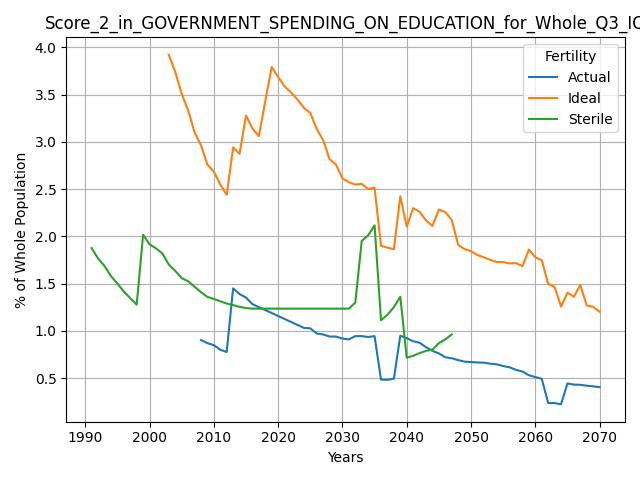 Score_2_in_GOVERNMENT_SPENDING_ON_EDUCATION_for_Whole_Q3_IQ
Fertility
Actual
Ideal
Sterile
% of Whole Population
4.0
3.5
3.0
2.5
2.0
1.5
1.0
0.5
1990 2000 2010 2020 2030 2040 2050 2060 2070
Years